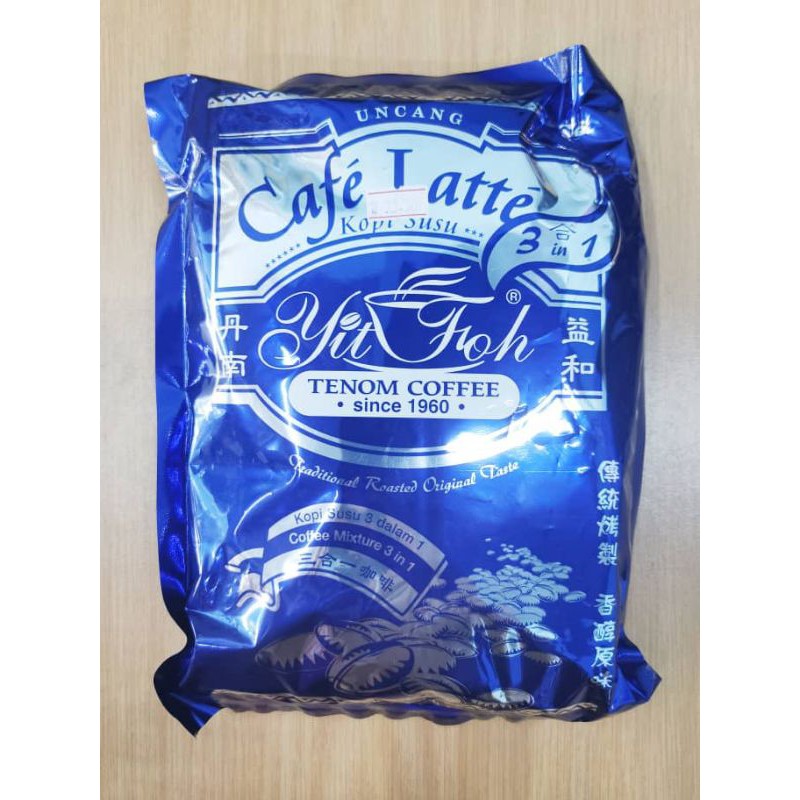 UNCANG
Café Latté
Kopi Susu
3 合 in 1
丹南
Yit Foh ®
益和
TENOM COFFEE
• since 1960 •
Traditional Roasted Original Taste
Kopi Susu 3 dalam 1
Coffee Mixture 3 in 1
三合一咖啡
傳統烤製 香醇原味